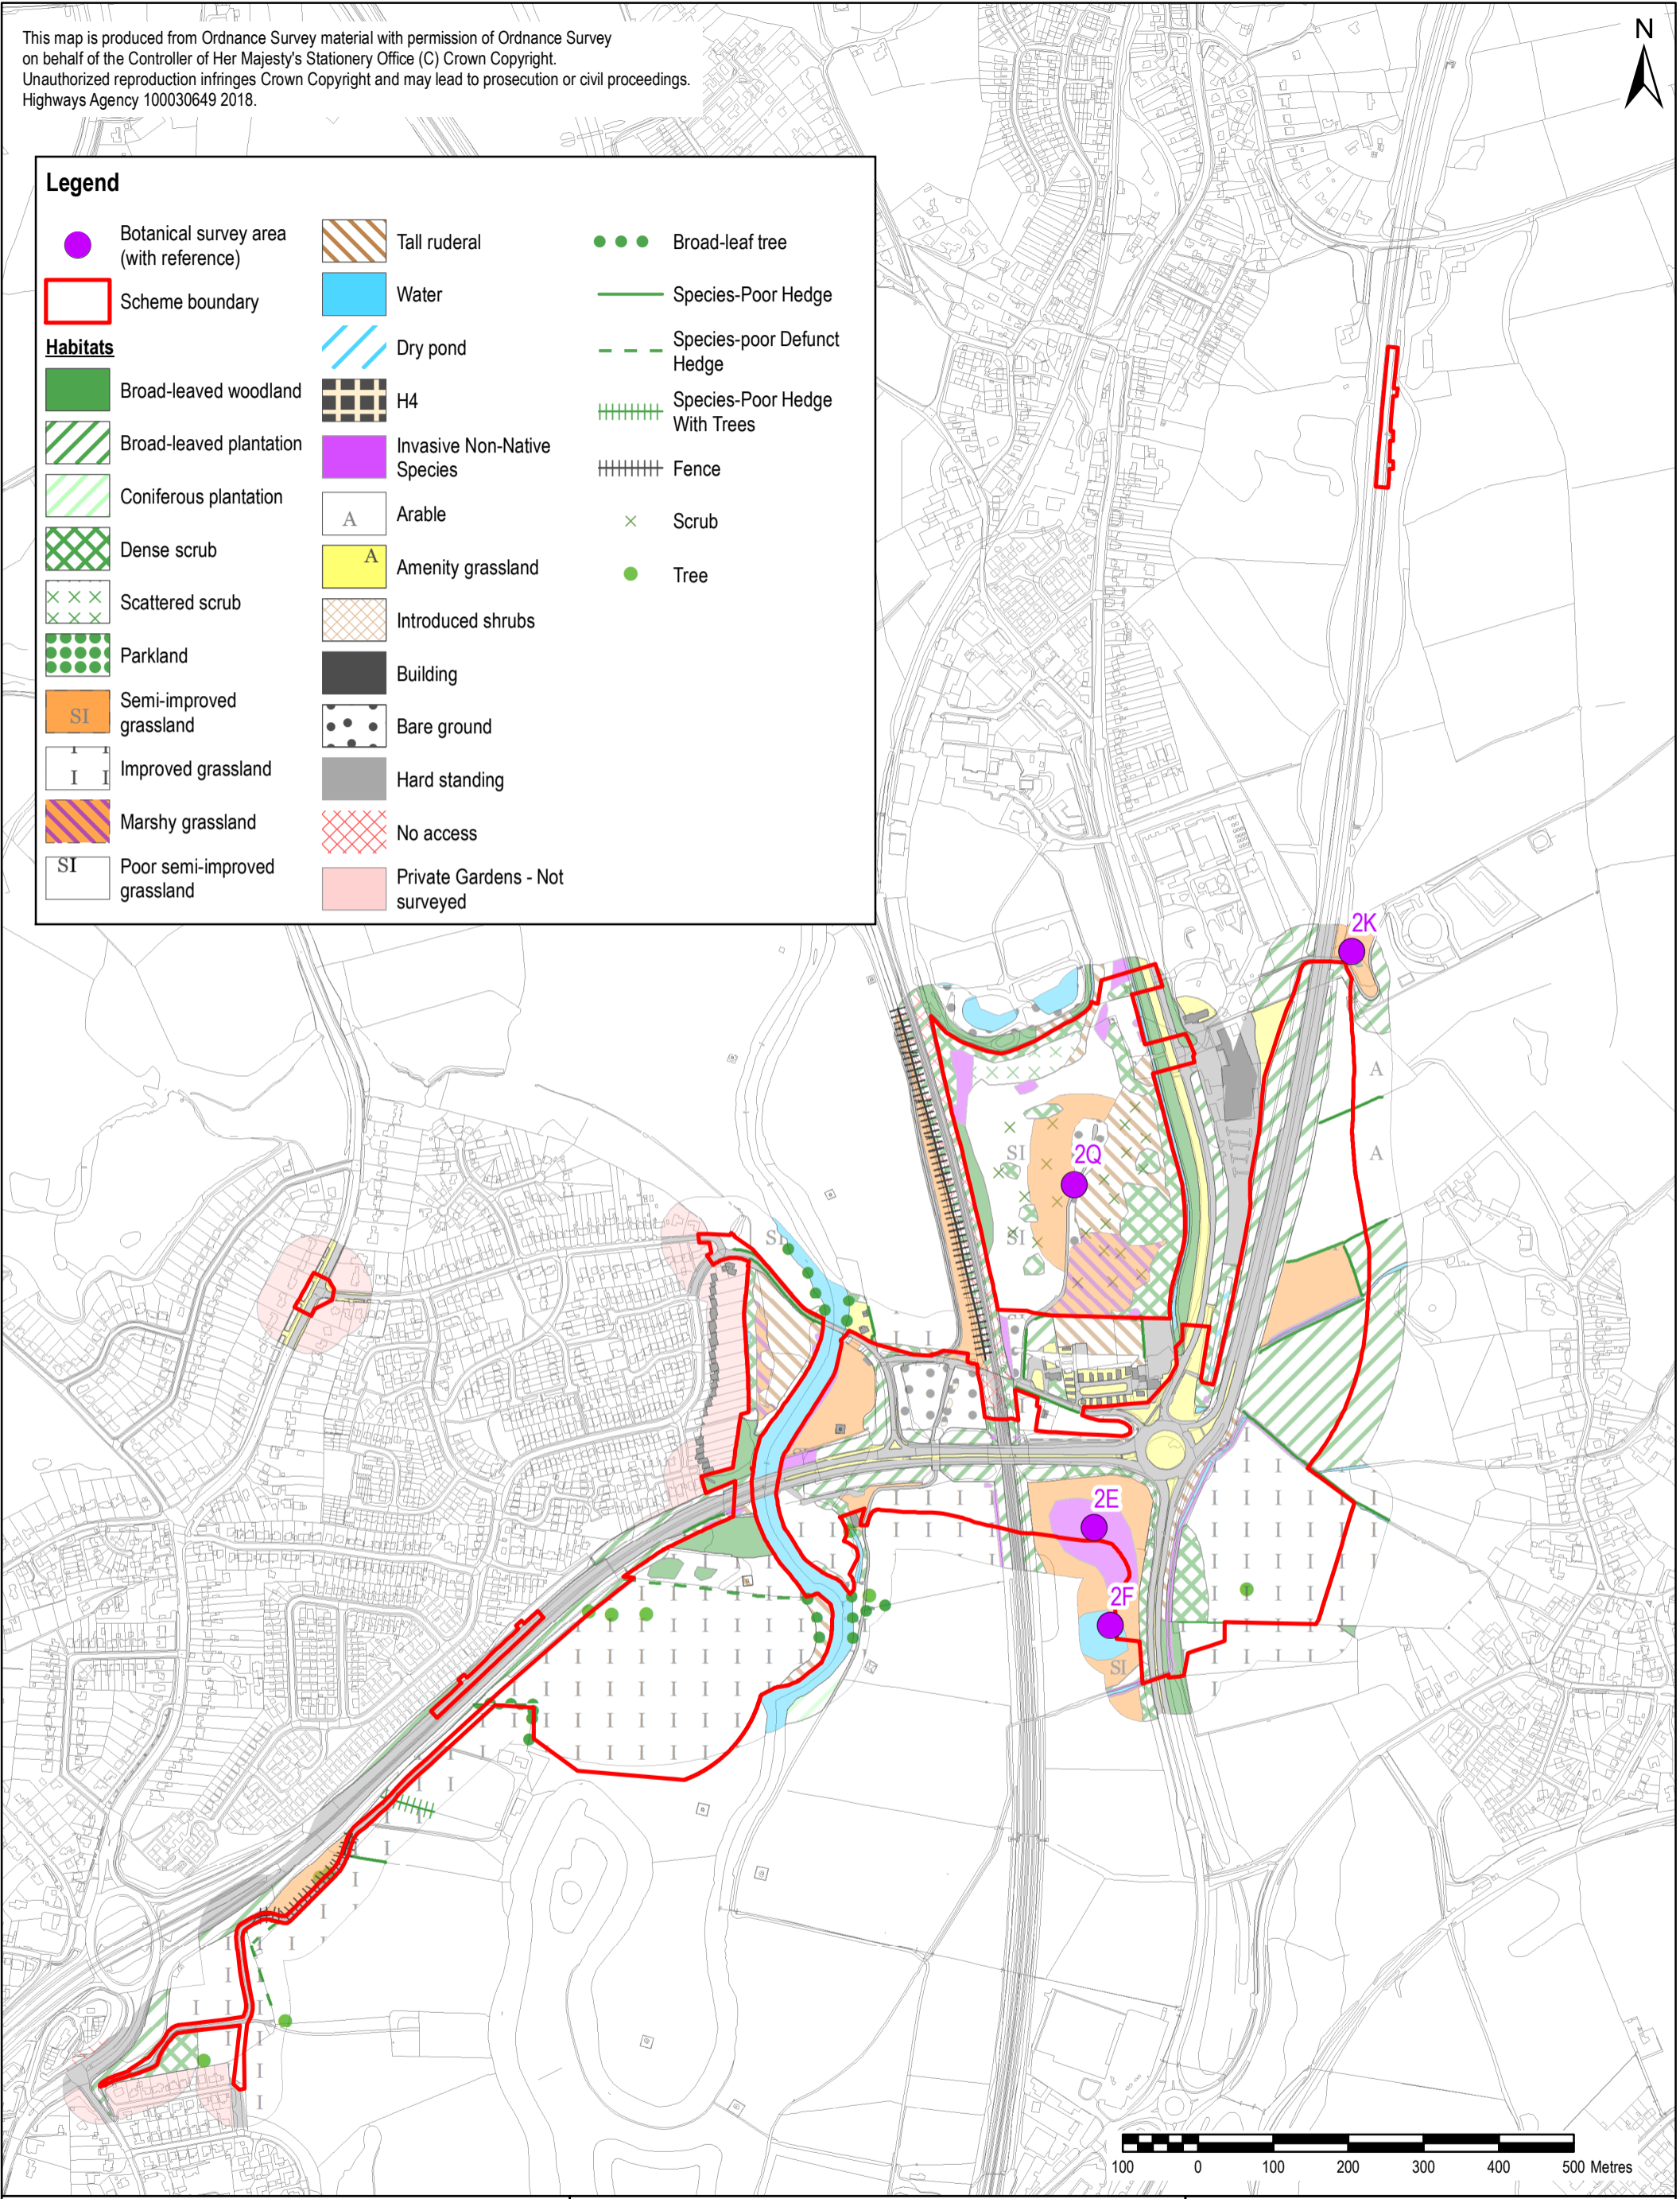 This map is produced from Ordnance Survey material with permission of Ordnance Survey
on behalf of the Controller of Her Majesty's Stationery Office (C) Crown Copyright.
Unauthorized reproduction infringes Crown Copyright and may lead to prosecution or civil proceedings.
Highways Agency 100030649 2018.
N
Legend
Botanical survey area
(with reference)
Scheme boundary
Habitats
Broad-leaved woodland
Broad-leaved plantation
Coniferous plantation
Dense scrub
Scattered scrub
Parkland
SI
Semi-improved
grassland
I I
Improved grassland
Marshy grassland
SI
Poor semi-improved
grassland
Tall ruderal
Water
Dry pond
H4
Invasive Non-Native
Species
A
Arable
A
Amenity grassland
Introduced shrubs
Building
Bare ground
Hard standing
No access
Private Gardens - Not
surveyed
Broad-leaf tree
Species-Poor Hedge
Species-poor Defunct
Hedge
Species-Poor Hedge
With Trees
Fence
Scrub
Tree
2K
A
SI
2Q
A
SI
SI
2E
2F
SI
100 0 100 200 300 400 500 Metres